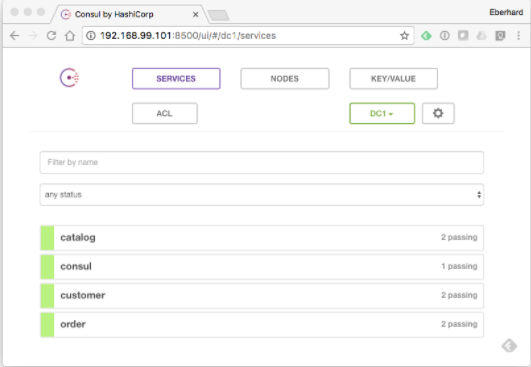 Consul by HashiCorp
Eberhard
192.168.99.101:8500/ui/#/dc1/services
SERVICES
NODES
KEY/VALUE
ACL
DC1
Filter by name
any status
catalog 2 passing
consul 1 passing
customer 2 passing
order 2 passing